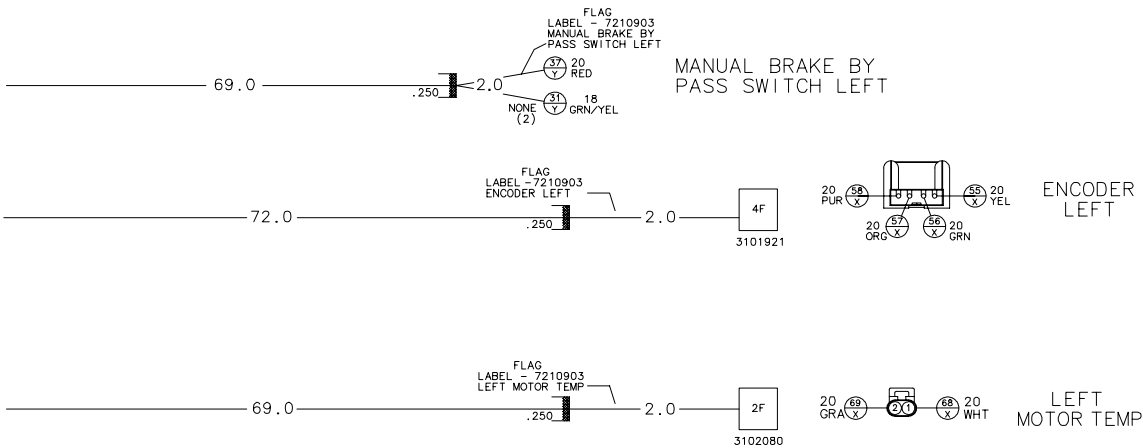 FLAG
LABEL - 7210903
MANUAL BRAKE BY
PASS SWITCH LEFT
69.0
.250
2.0
37
Y
20
RED
NONE
(2)
31
Y
18
GRN/YEL
MANUAL BRAKE BY
PASS SWITCH LEFT
FLAG
LABEL -7210903
ENCODER LEFT
72.0
.250
2.0
4F
3101921
20
PUR
58
X
55
X
20
YEL
20
ORG
57
X
56
X
20
GRN
ENCODER
LEFT
FLAG
LABEL - 7210903
LEFT MOTOR TEMP
69.0
.250
2.0
2F
3102080
20
GRA
69
X
2 1
68
X
20
WHT
LEFT
MOTOR TEMP